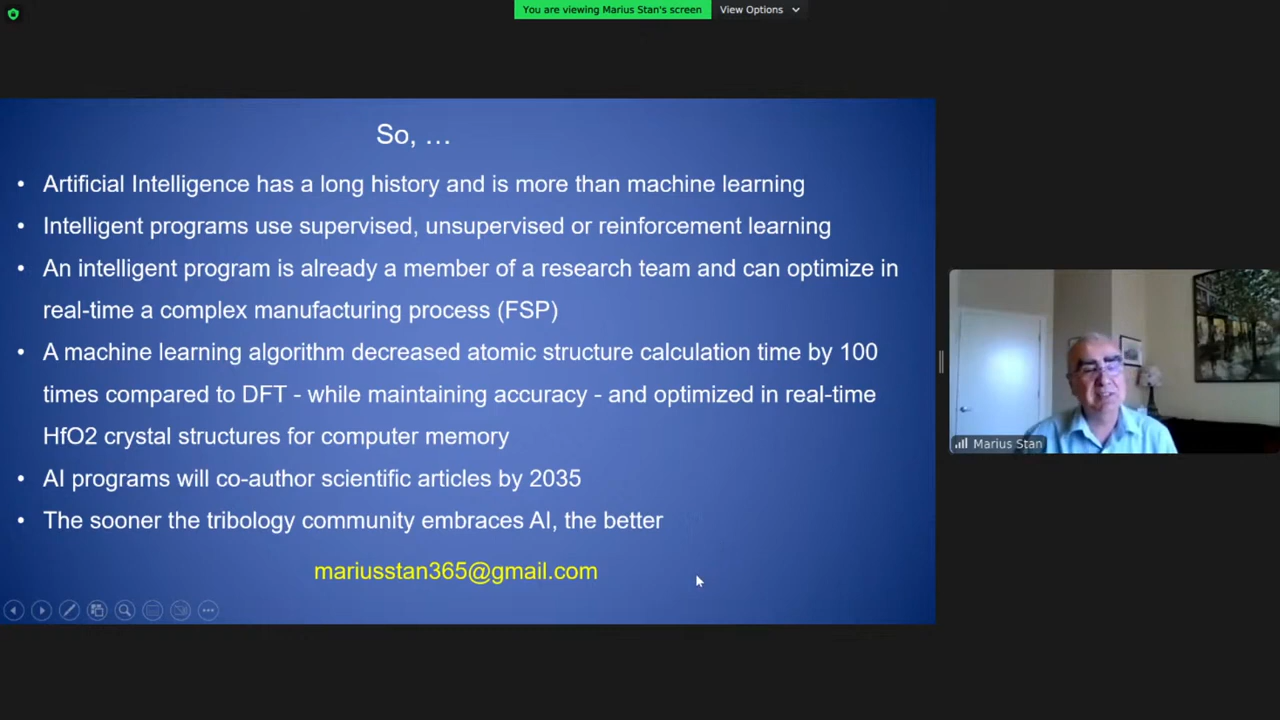 You are viewing Marius Stan's screen
View Options
So, …
• Artificial Intelligence has a long history and is more than machine learning
• Intelligent programs use supervised, unsupervised or reinforcement learning
• An intelligent program is already a member of a research team and can optimize in
real-time a complex manufacturing process (FSP)
• A machine learning algorithm decreased atomic structure calculation time by 100
times compared to DFT - while maintaining accuracy - and optimized in real-time
HfO2 crystal structures for computer memory
• AI programs will co-author scientific articles by 2035
• The sooner the tribology community embraces AI, the better
mariusstan365@gmail.com
Marius Stan